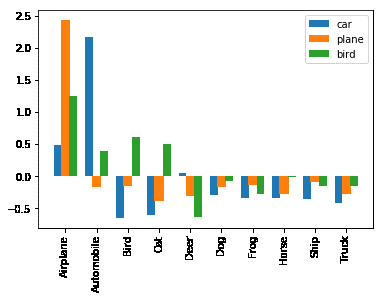 2.5
2.0
1.5
1.0
0.5
0.0
−0.5
car
plane
bird
Airplane
Automobile
Bird
Cat
Deer
Dog
Frog
Horse
Ship
Truck